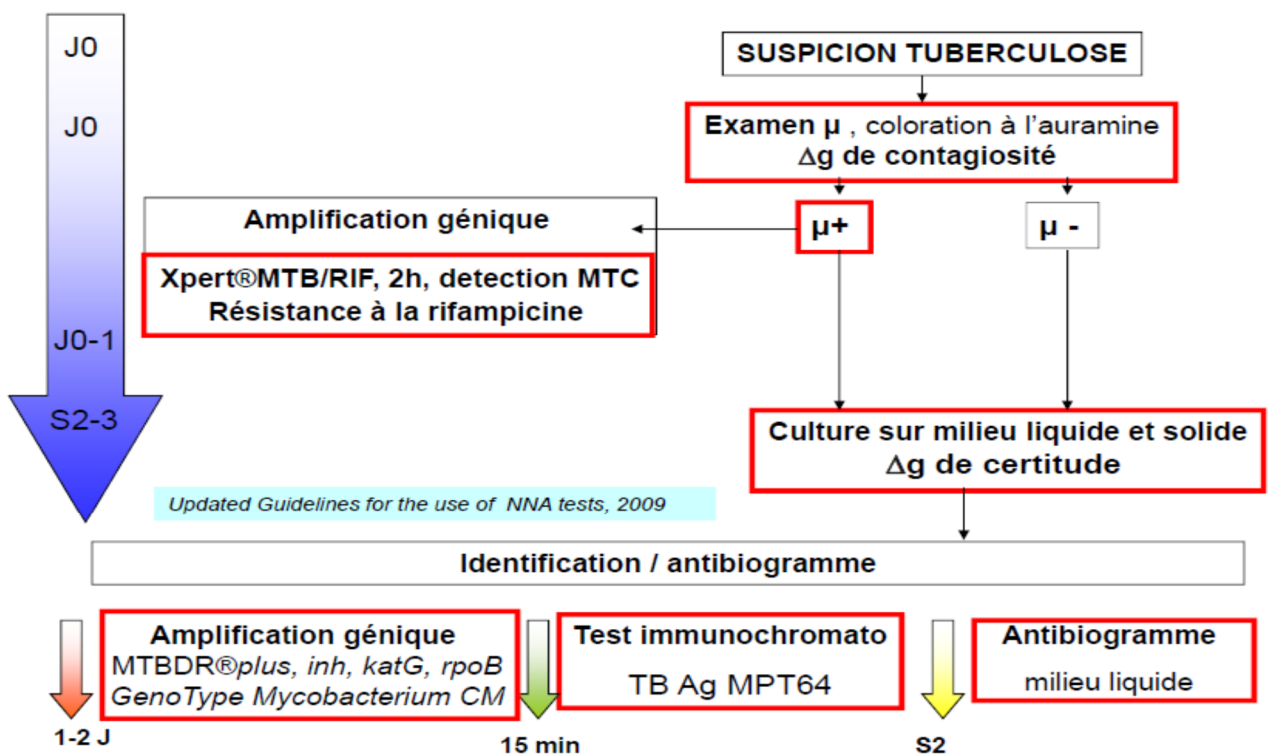 J0
J0
J0-1
S2-3
SUSPICION TUBERCULOSE
Examen µ , coloration à l'auramine
Δg de contagiosité
µ+
µ -
Amplification génique
Xpert®MTB/RIF, 2h, detection MTC
Résistance à la rifampicine
Culture sur milieu liquide et solide
Δg de certitude
Updated Guidelines for the use of NNA tests, 2009
Identification / antibiogramme
Amplification génique
MTBDR®plus, inh, katG, rpoB
GenoType Mycobacterium CM
1-2 J
Test immunochromato
TB Ag MPT64
15 min
Antibiogramme
milieu liquide
S2